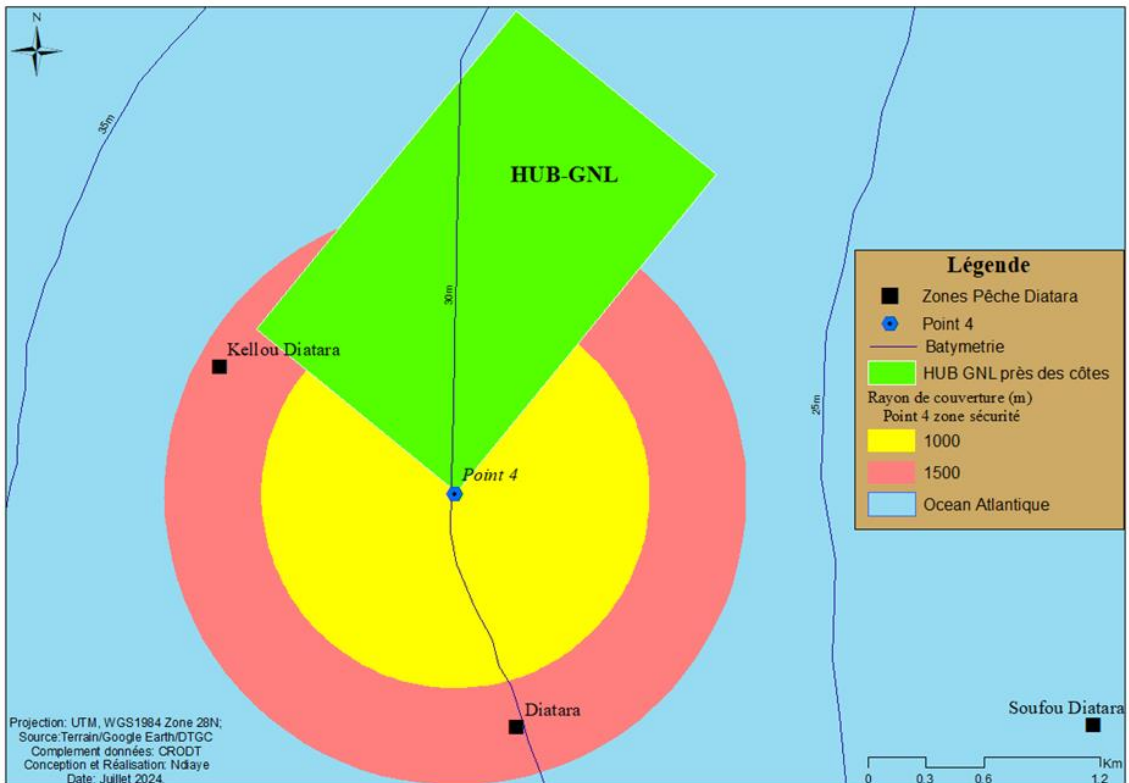 N
35m
HUB-GNL
30m
25m
Kellou Diatara
Point 4
Diatara
Soufou Diatara
Légende
Zones Pêche Diatara
Point 4
Batymetrie
HUB GNL près des côtes
Rayon de couverture (m)
Point 4 zone sécurité
1000
1500
Ocean Atlantique
Projection: UTM, WGS1984 Zone 28N;
Source:Terrain/Google Earth/DTGC
Complement données: CRODT
Conception et Réalisation: Ndiaye
Date: Juillet 2024
Km
0 0.3 0.6 1.2